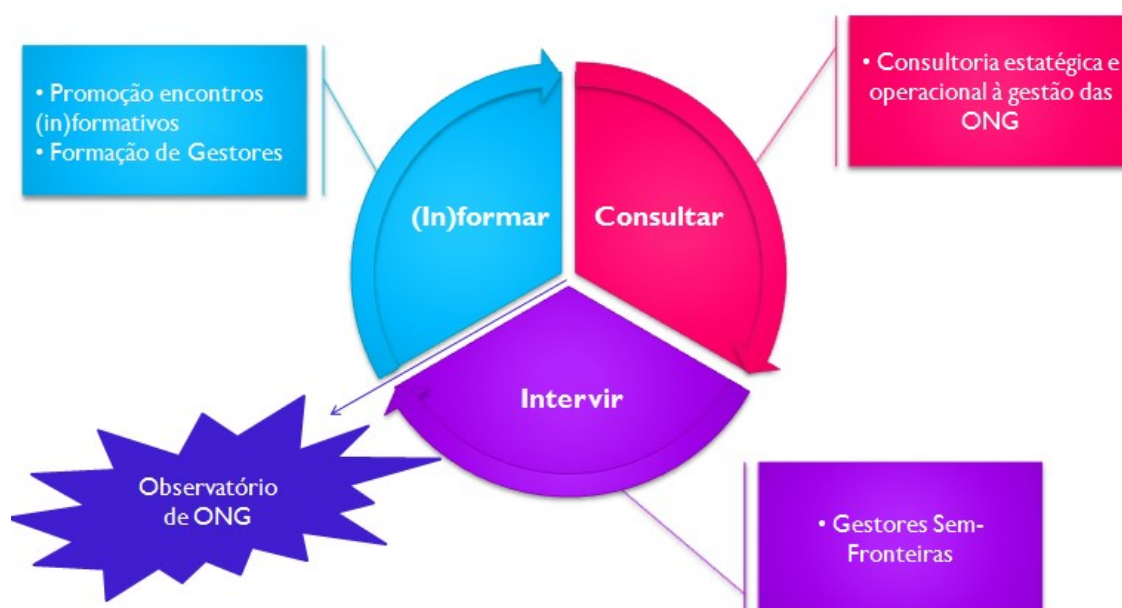 • Promoção encontros
(in)formativos
• Formação de Gestores
• Consultoria estatégica e
operacional à gestão das
ONG
(In)formar
Consultar
Intervir
Observatório
de ONG
• Gestores Sem-
Fronteiras